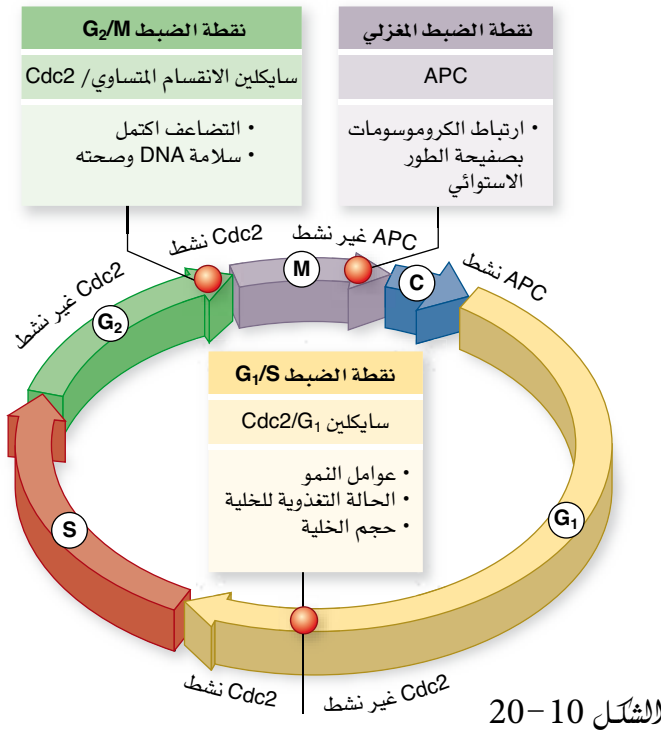 نقطة الضبط المغزلي
APC
• ارتباط الكروموسومات
بصفيحة الطور
الاستوائي
نقطة الضبط G₂/M
سايكلين الانقسام المتساوي/ Cdc2
• التضاعف اكتمل
• سلامة DNA وصحته
Cdc2 غير نشط
Cdc2 نشط
APC غير نشط
APC نشط
G₂
M
C
G₁
S
نقطة الضبط G₁/S
سايكلين Cdc2/G₁
• عوامل النمو
• الحالة التغذوية للخلية
• حجم الخلية
Cdc2 نشط
Cdc2 غير نشط
الشكل 10-20